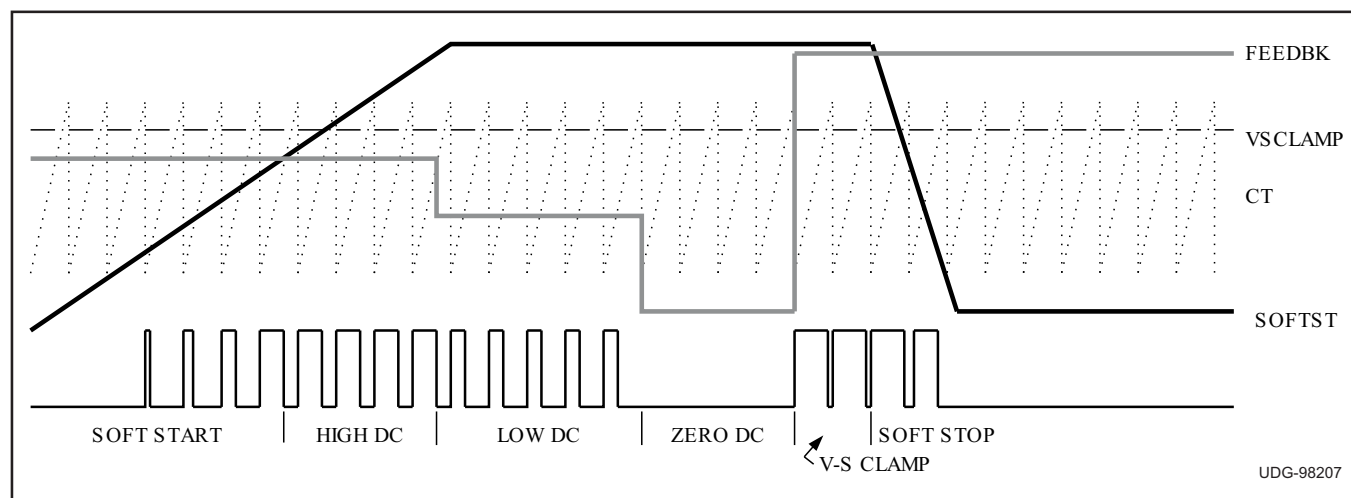 FEEDBK
VSCLAMP
CT
SOFTST
SOFT START
HIGH DC
LOW DC
ZERO DC
SOFT STOP
V-S CLAMP
UDG-98207